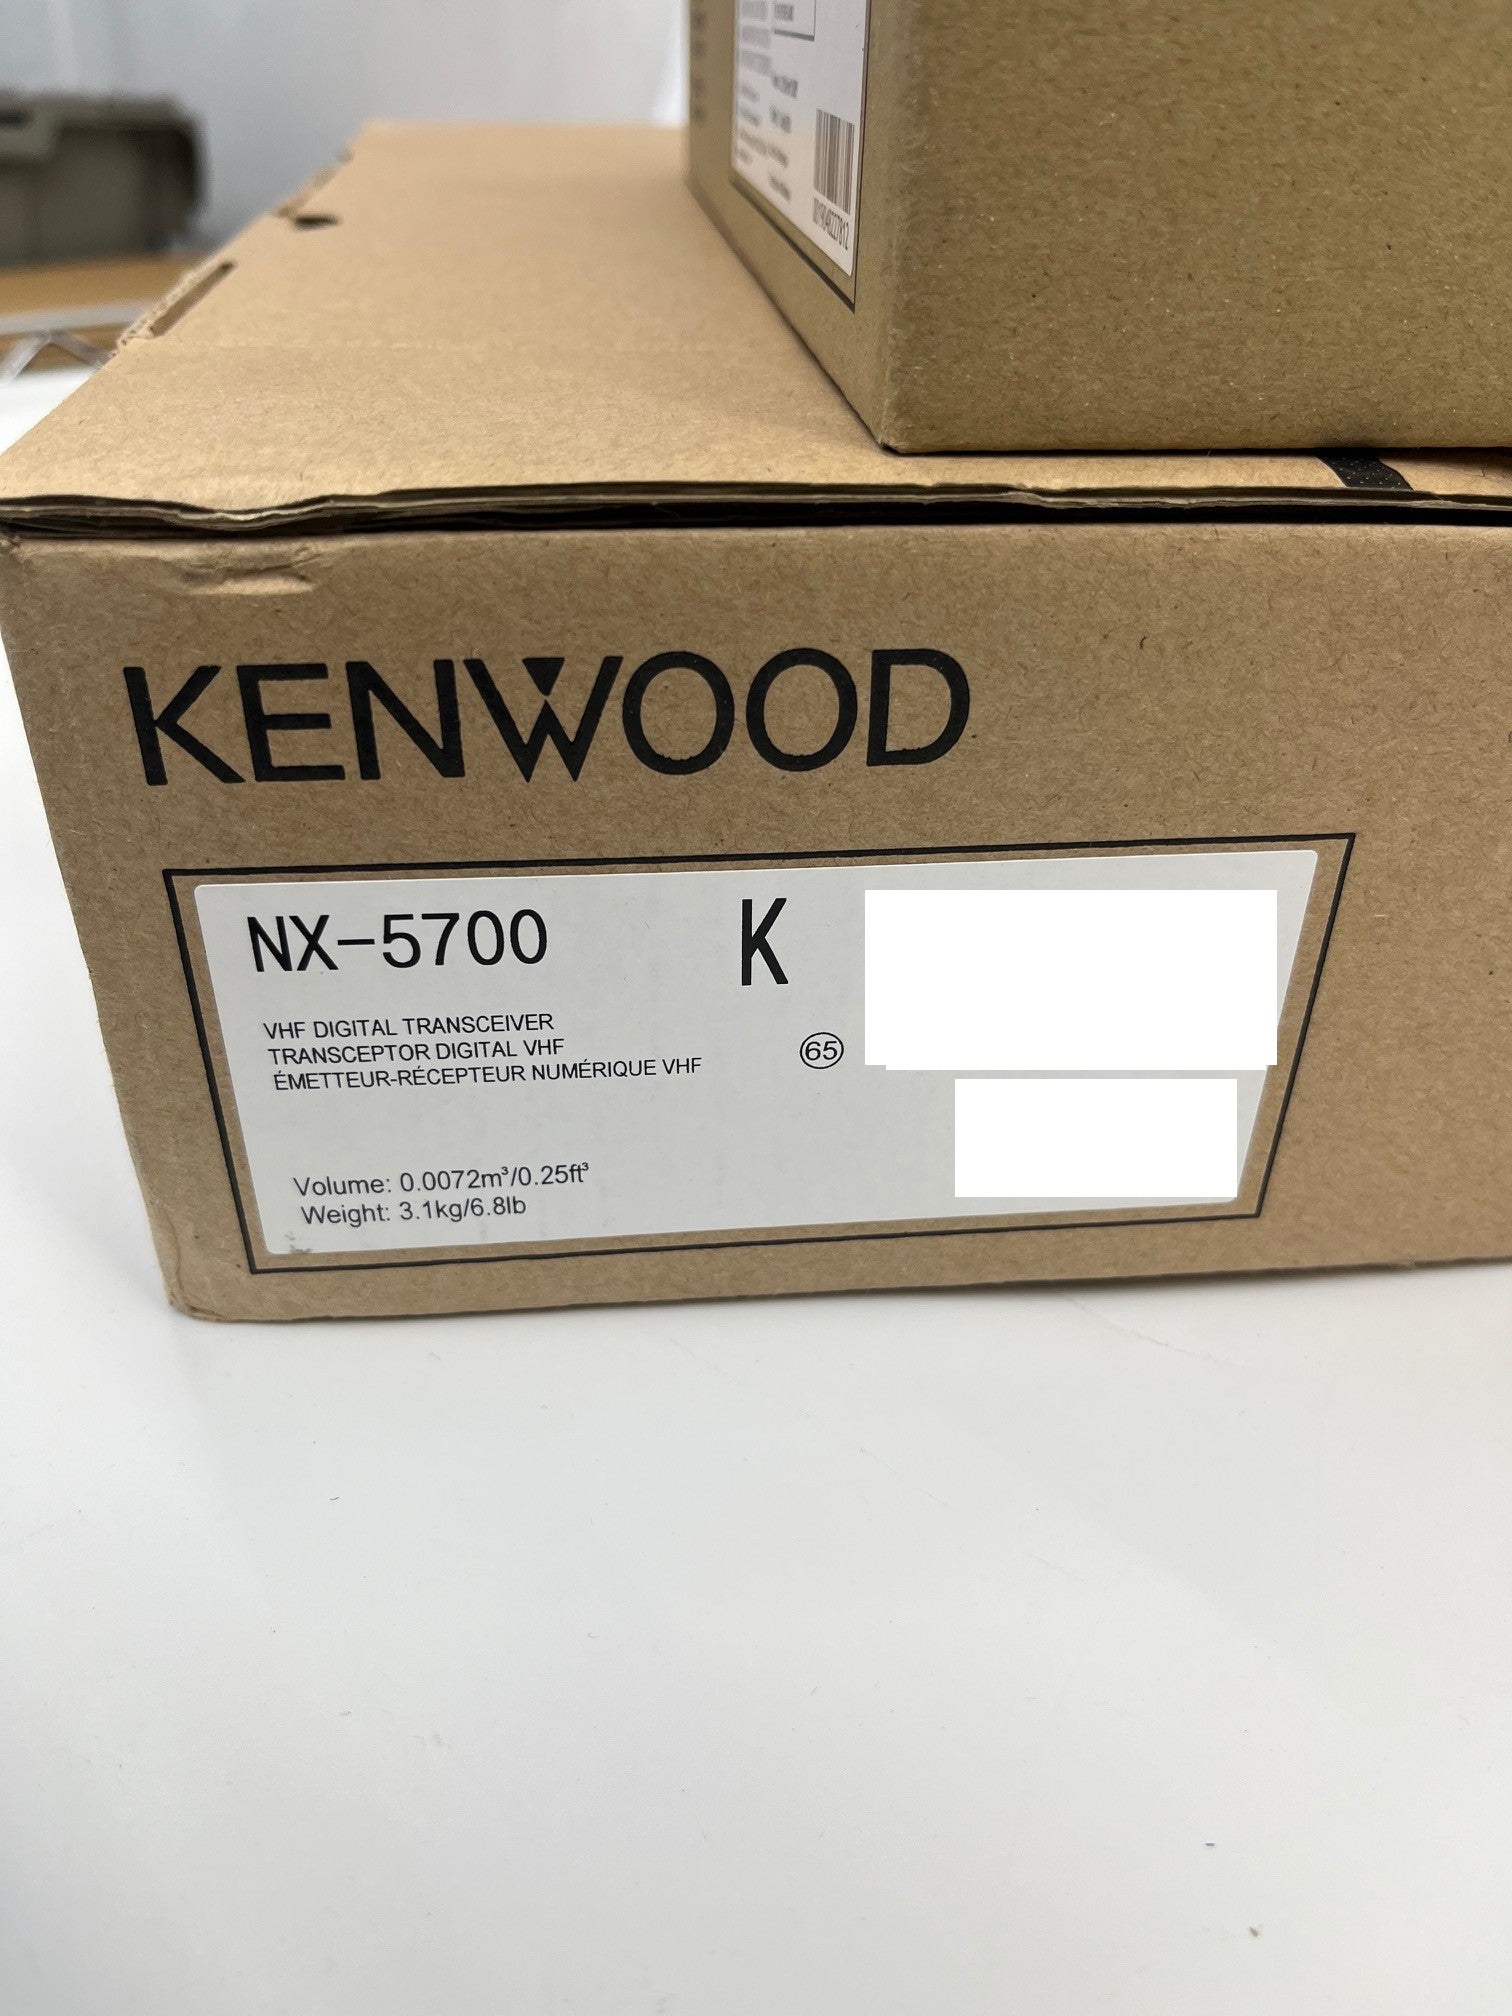 KENWOOD
NX-5700 K
VHF DIGITAL TRANSCEIVER
TRANSCEPTOR DIGITAL VHF
ÉMETTEUR-RÉCEPTEUR NUMÉRIQUE VHF
65
Volume: 0.0072m³/0.25ft³
Weight: 3.1kg/6.8lb